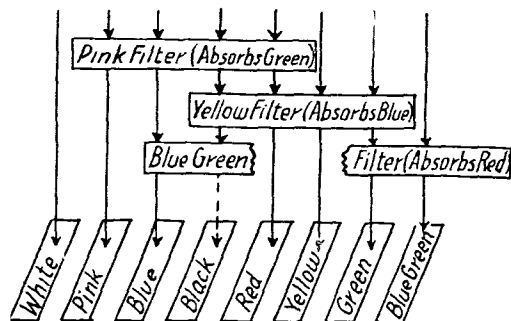 Pink Filter (Absorbs Green)
Yellow Filter (Absorbs Blue)
Blue Green
Filter (Absorbs Red)
White
Pink
Blue
Black
Red
Yellow
Green
Blue Green